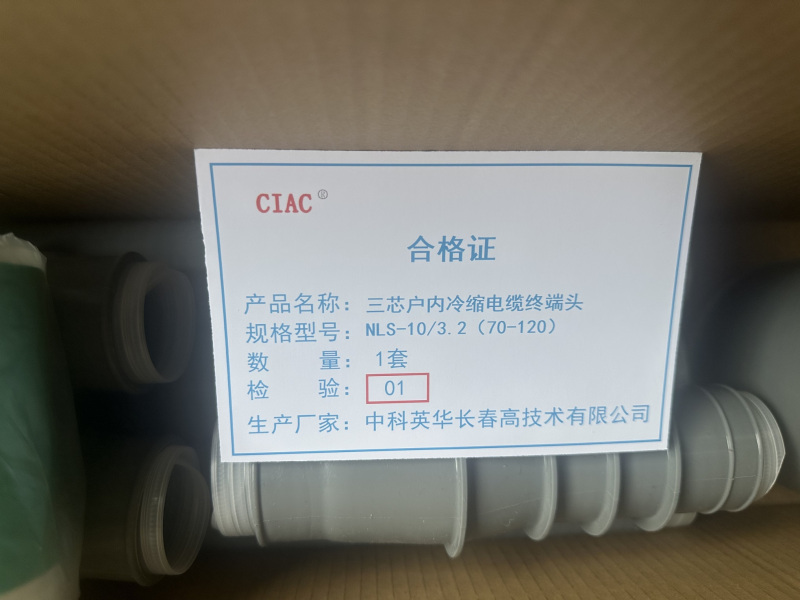 CIAC®
合格证
产品名称：三芯户内冷缩电缆终端头
规格型号：NLS-10/3.2（70-120）
数 量：1套
检 验：01
生产厂家：中科英华长春高技术有限公司